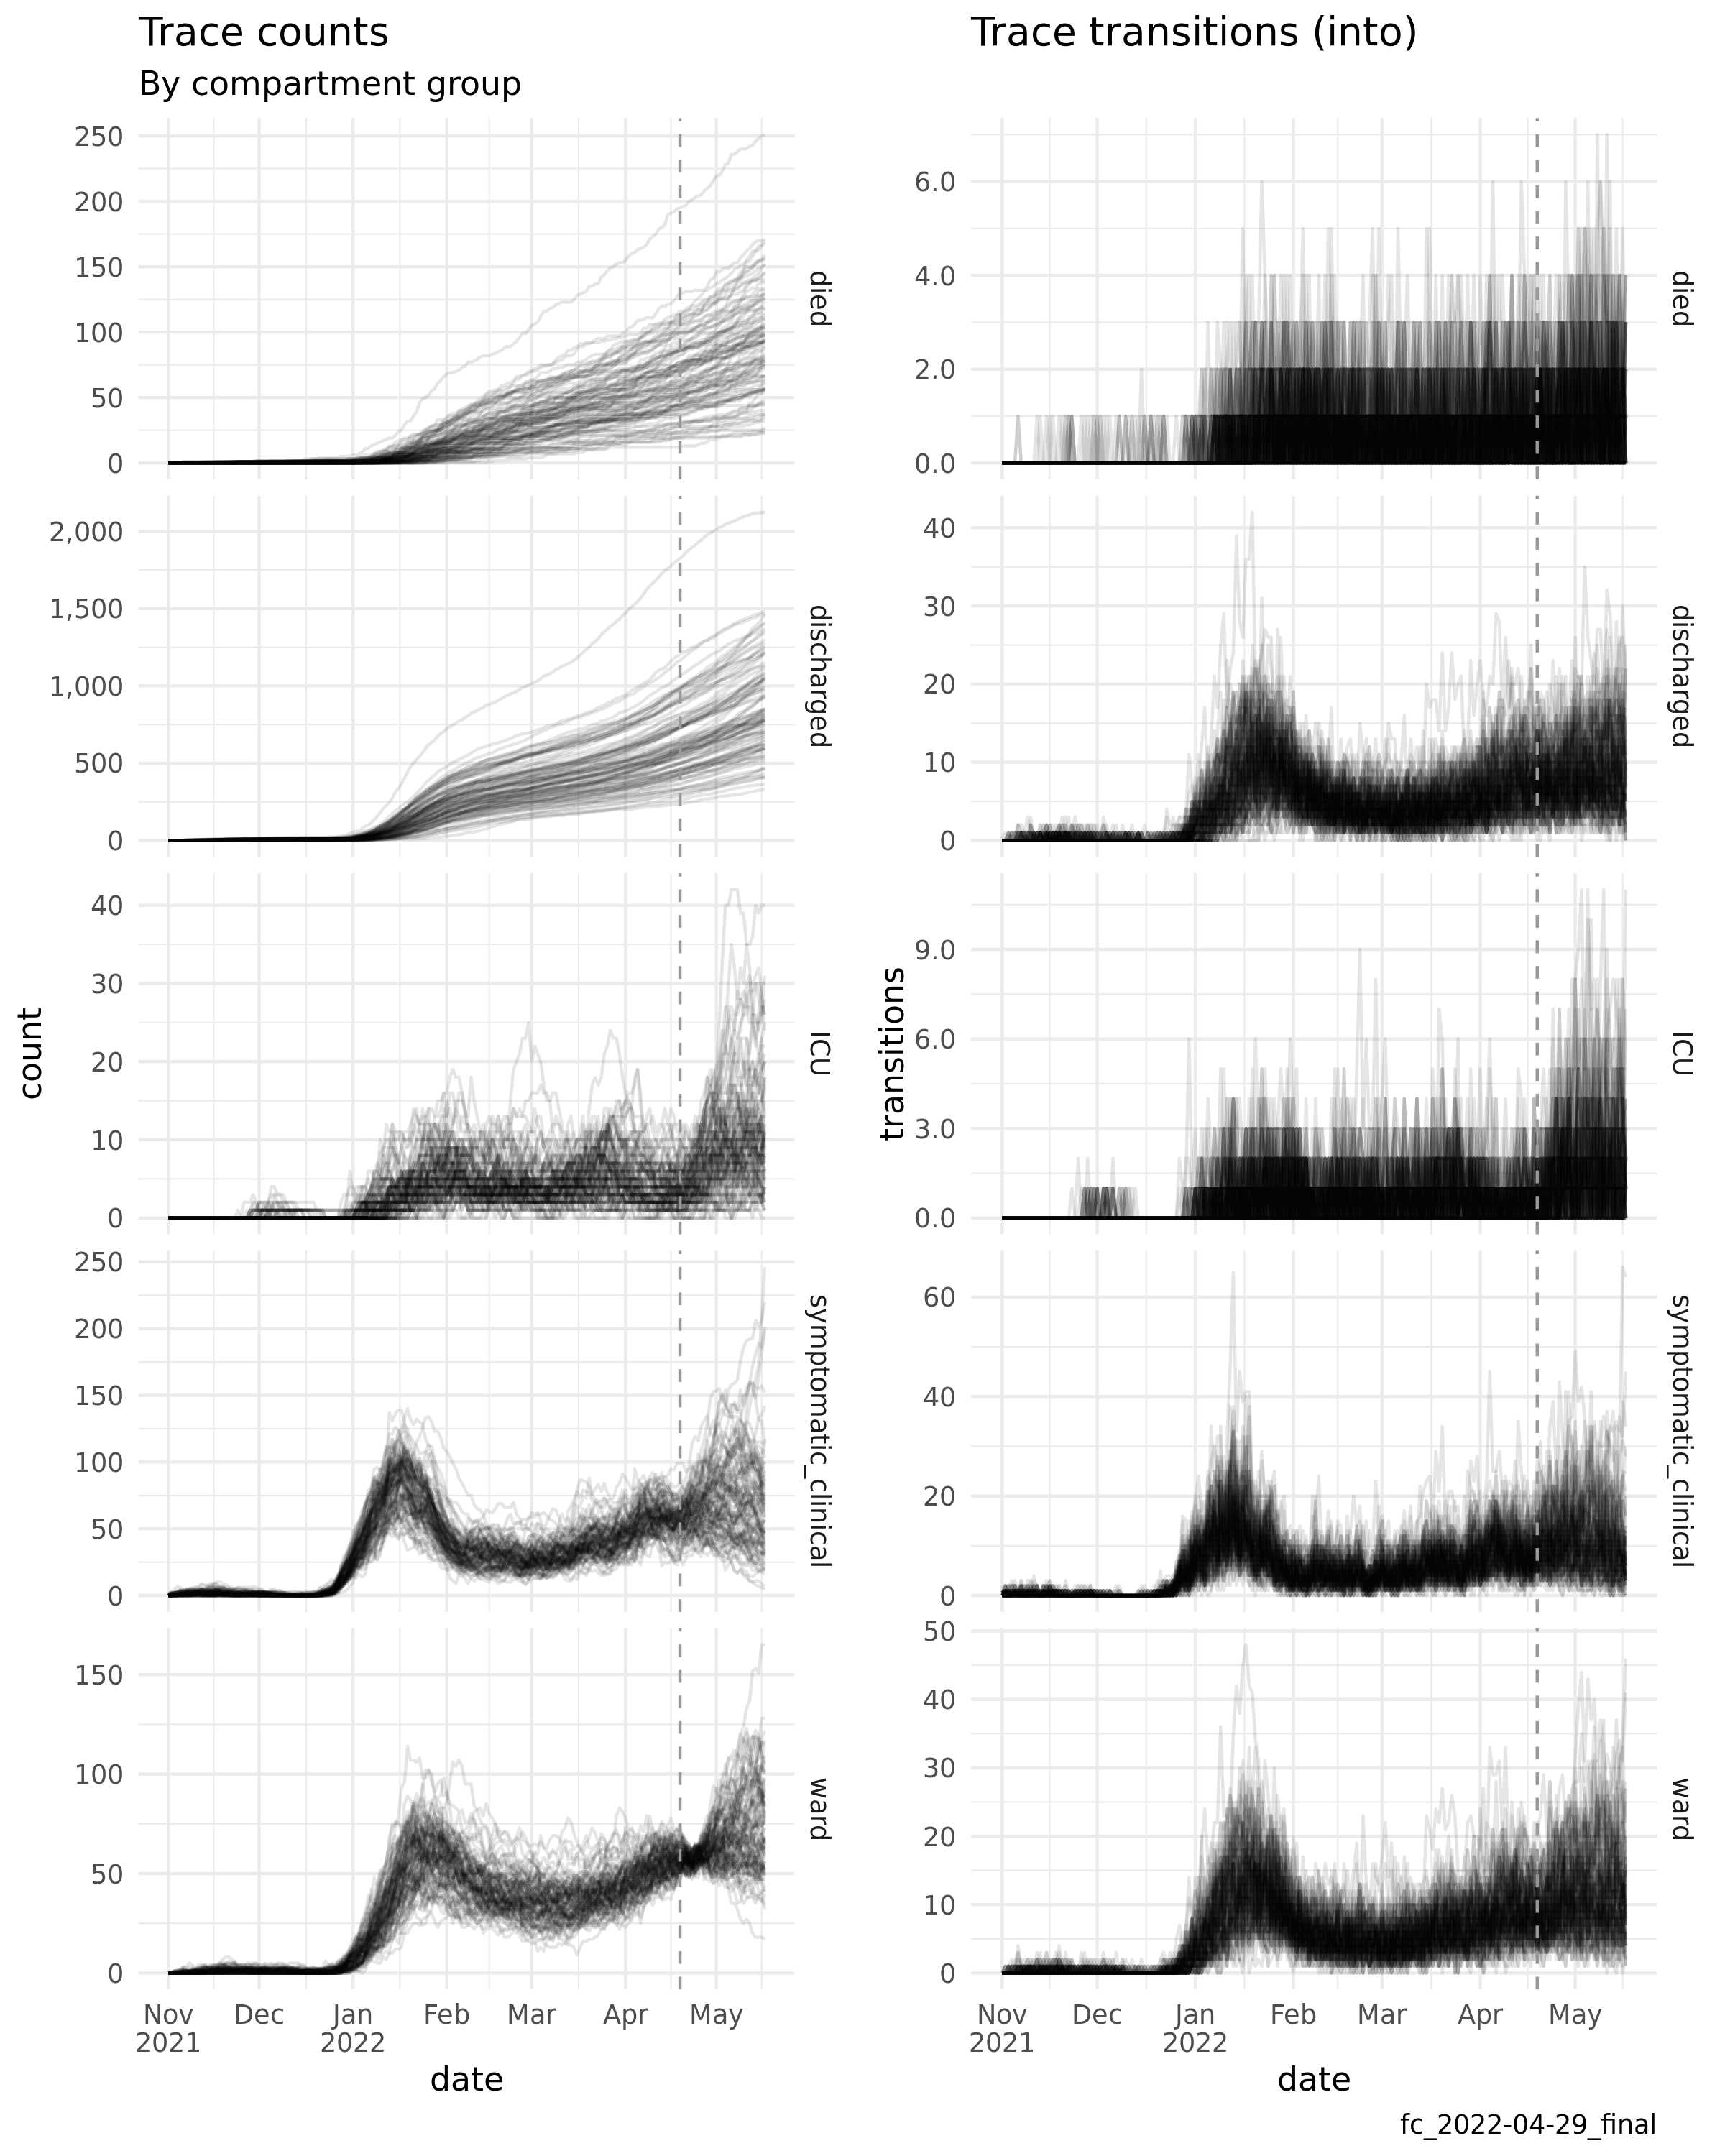 Trace counts
By compartment group
Trace transitions (into)
count
250
200
150
100
50
0
died
2,000
1,500
1,000
500
0
discharged
40
30
20
10
0
ICU
250
200
150
100
50
0
symptomatic_clinical
150
100
50
0
ward
Nov Dec Jan Feb Mar Apr May
2021 2022
date
transitions
6.0
4.0
2.0
0.0
died
40
30
20
10
0
discharged
9.0
6.0
3.0
0.0
ICU
60
40
20
0
symptomatic_clinical
50
40
30
20
10
0
ward
Nov Dec Jan Feb Mar Apr May
2021 2022
date
fc_2022-04-29_final